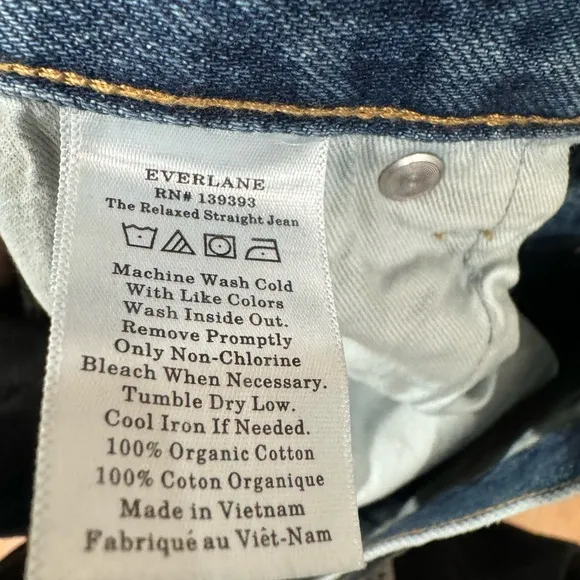 EVERLANE
RN# 139393
The Relaxed Straight Jean
Machine Wash Cold
With Like Colors
Wash Inside Out.
Remove Promptly
Only Non-Chlorine
Bleach When Necessary.
Tumble Dry Low.
Cool Iron If Needed.
100% Organic Cotton
100% Coton Organique
Made in Vietnam
Fabriqué au Viêt-Nam